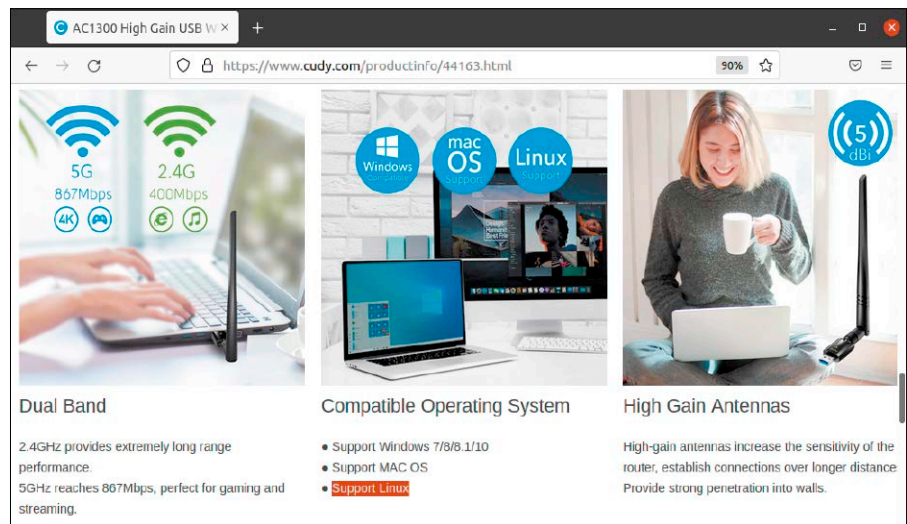 AC1300 High Gain USB W
https://www.cudy.com/productinfo/44163.html
90%
5G
867Mbps
4K
2.4G
400Mbps
Windows
mac
OS
Support
Linux
Support
5
dBi
Dual Band
2.4GHz provides extremely long range
performance.
5GHz reaches 867Mbps, perfect for gaming and
streaming.
Compatible Operating System
● Support Windows 7/8/8.1/10
● Support MAC OS
● Support Linux
High Gain Antennas
High-gain antennas increase the sensitivity of the
router, establish connections over longer distance
Provide strong penetration into walls.